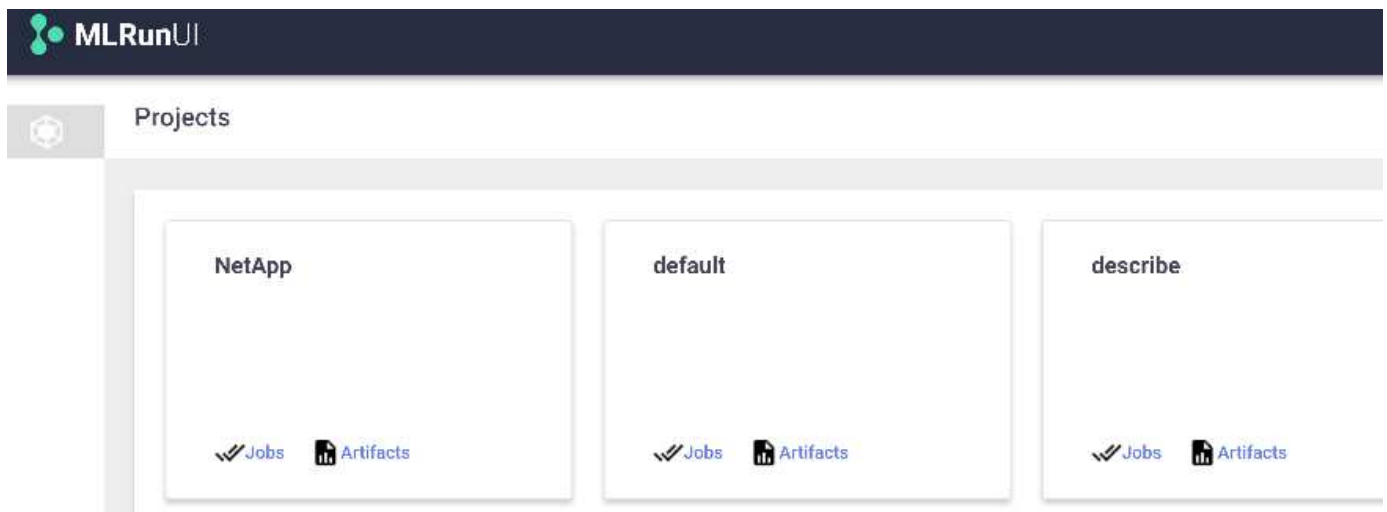 MLRunUI
Projects
NetApp
default
describe
Jobs Artifacts
Jobs Artifacts
Jobs Artifacts